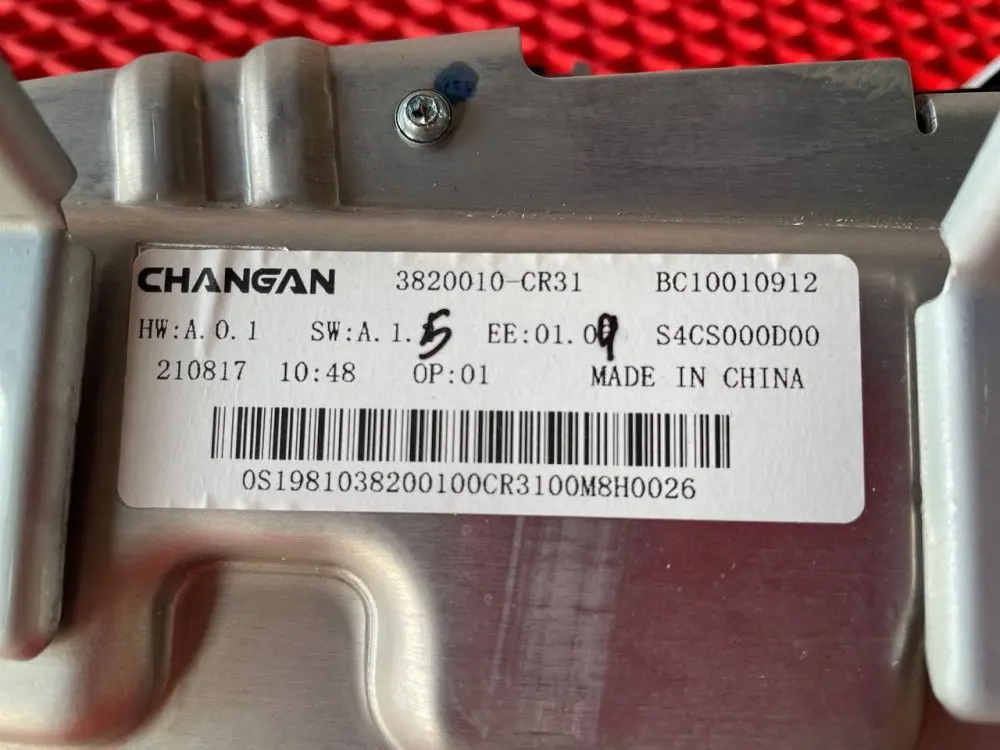 CHANGAN 3820010-CR31 BC10010912
HW:A.0.1 SW:A.1.5 EE:01.09 S4CS000D00
210817 10:48 OP:01 MADE IN CHINA
0S1981038200100CR3100M8H0026